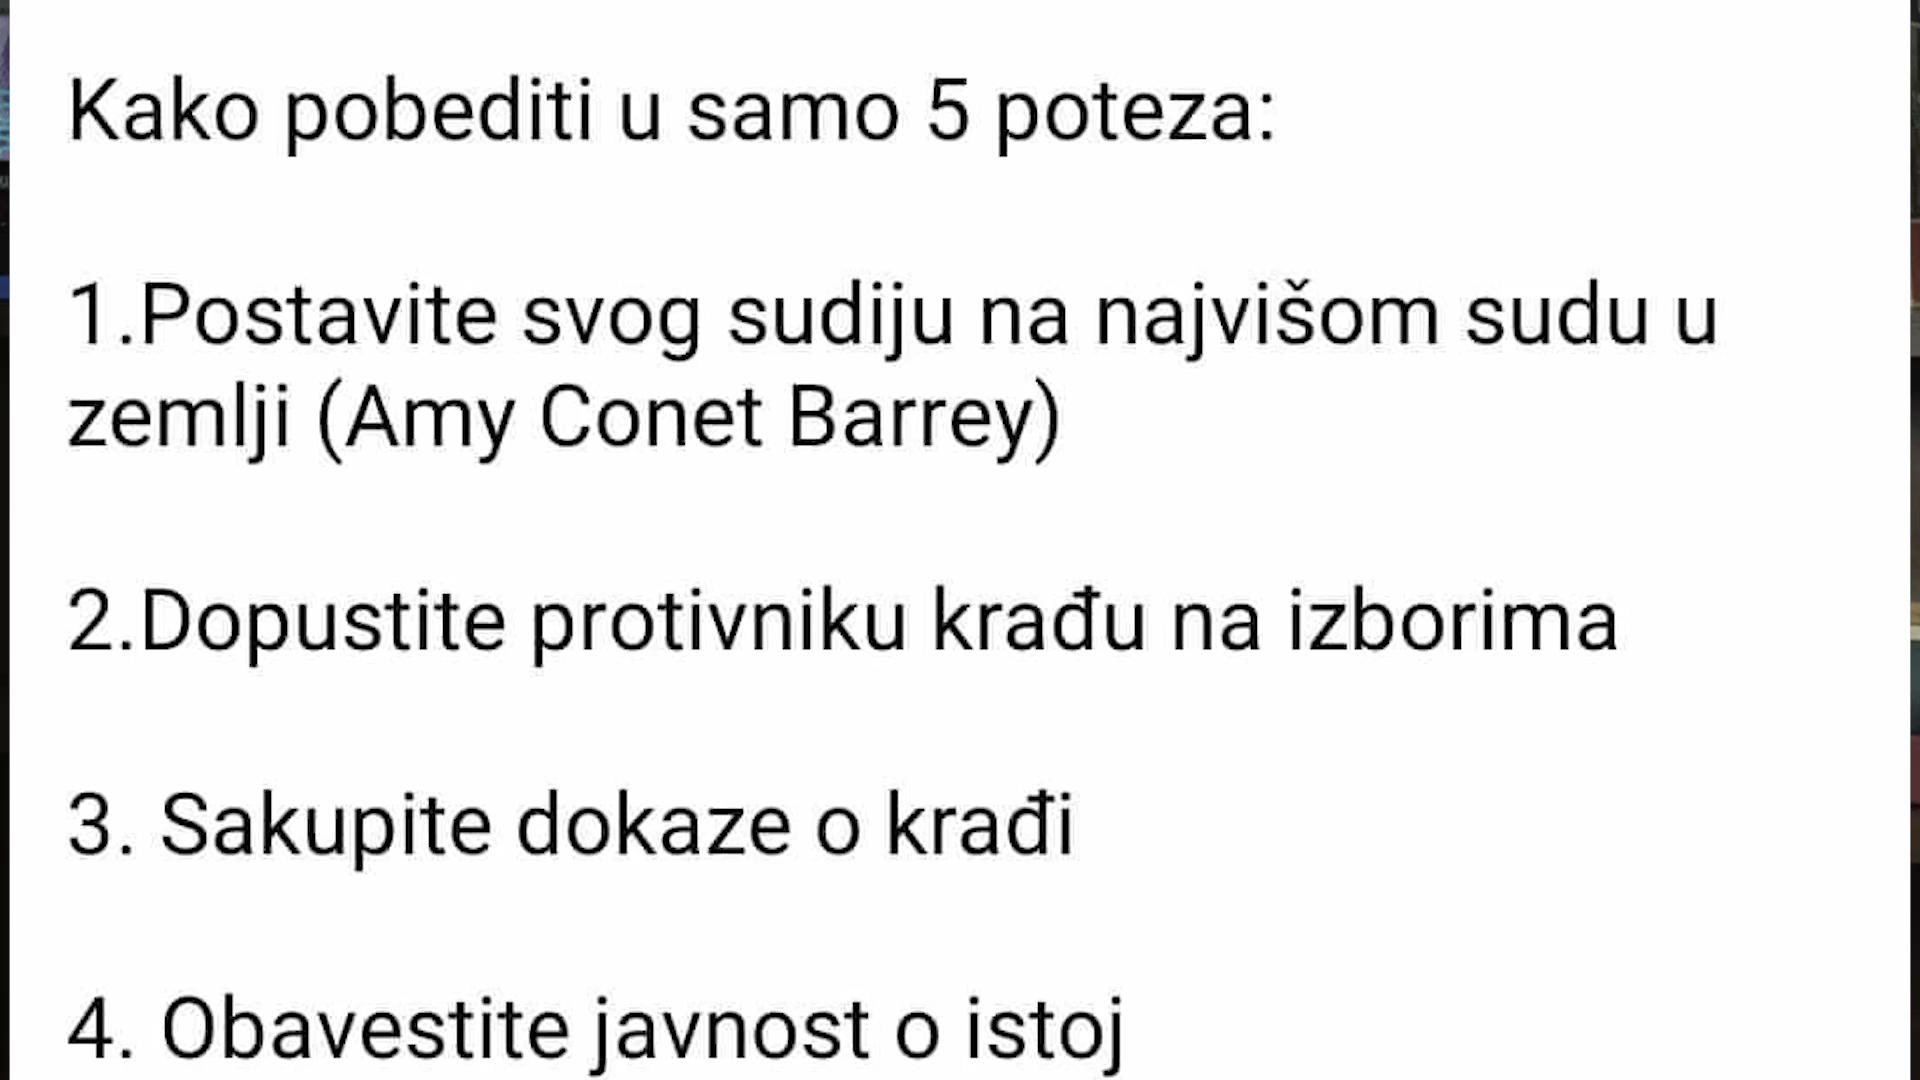 Kako pobediti u samo 5 poteza:
1.Postavite svog sudiju na najvišom sudu u
zemlji (Amy Conet Barrey)
2.Dopustite protivniku krađu na izborima
3. Sakupite dokaze o krađi
4. Obavestite javnost o istoj